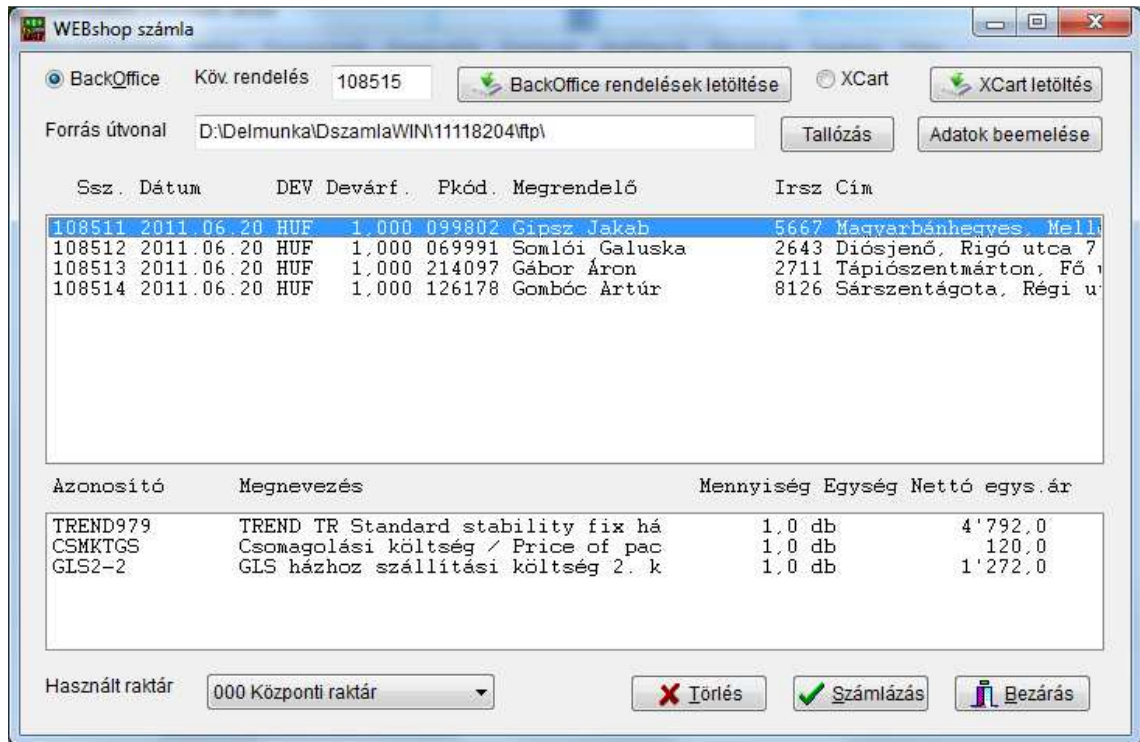 WEBshop számla
BackOffice Köv. rendelés 108515 BackOffice rendelések letöltése XCart XCart letöltés
Forrás útvonal D:\Delmunka\DszamlaWIN\11118204\ftp\ Tallózás Adatok beemelése
Ssz. Dátum DEV Devárf. Pkód. Megrendelő Irsz Cím
108511 2011.06.20 HUF 1,000 099802 Gipsz Jakab 5667 Magyarbánhegyes,
108512 2011.06.20 HUF 1,000 069991 Somlói Galuska 2643 Diósjenő, Rigó utca 7
108513 2011.06.20 HUF 1,000 214097 Gábor Áron 2711 Tápiószentmárton, Fő
108514 2011.06.20 HUF 1,000 126178 Gombóc Artúr 8126 Sárszentágota, Régi
Azonosító Megnevezés Mennyiség Egység Nettó egys.ár
TREND979 TREND TR Standard stability fix há 1,0 db 4'792,0
CSMKTGS Csomagolási költség / Price of pac 1,0 db 120,0
GLS2-2 GLS házhoz szállítási költség 2. k 1,0 db 1'272,0
Használt raktár 000 Központi raktár Törlés Számlázás Bezárás